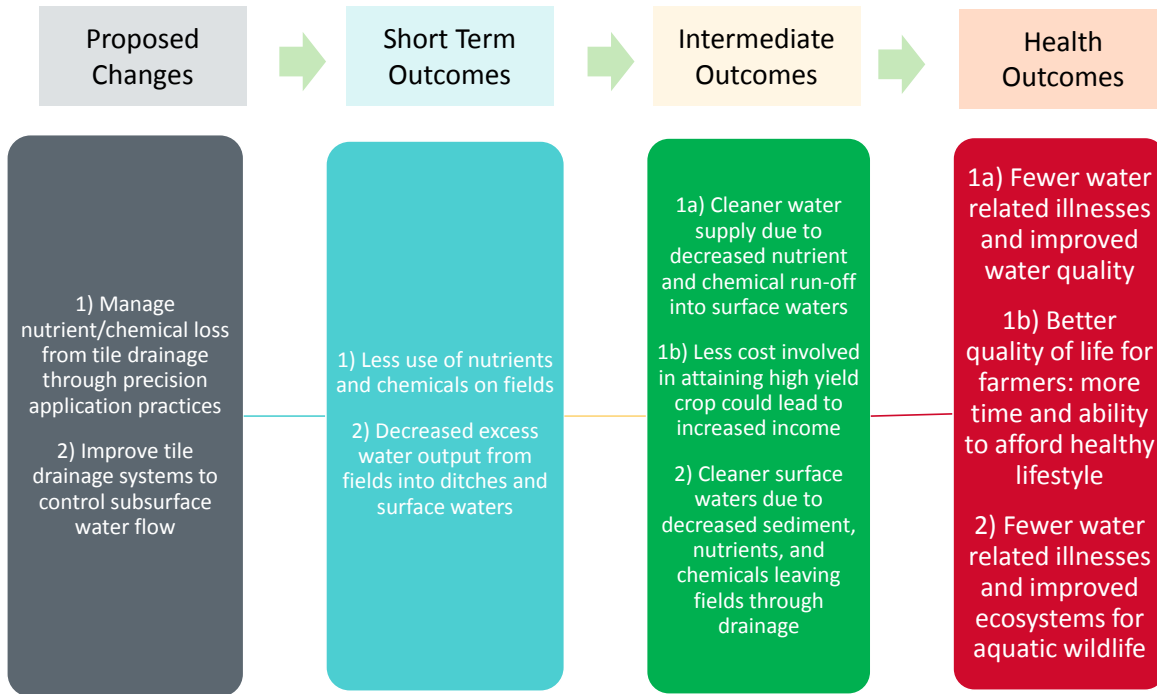 Proposed
Changes
Short Term
Outcomes
Intermediate
Outcomes
Health
Outcomes
1) Manage
nutrient/chemical loss
from tile drainage
through precision
application practices
2) Improve tile
drainage systems to
control subsurface
water flow
1) Less use of nutrients
and chemicals on fields
2) Decreased excess
water output from
fields into ditches and
surface waters
1a) Cleaner water
supply due to
decreased nutrient
and chemical run-off
into surface waters
1b) Less cost involved
in attaining high yield
crop could lead to
increased income
2) Cleaner surface
waters due to
decreased sediment,
nutrients, and
chemicals leaving
fields through
drainage
1a) Fewer water
related illnesses
and improved
water quality
1b) Better
quality of life for
farmers: more
time and ability
to afford healthy
lifestyle
2) Fewer water
related illnesses
and improved
ecosystems for
aquatic wildlife